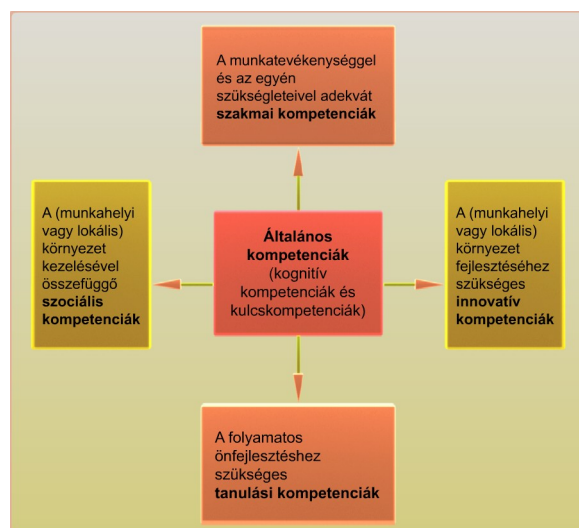 A munkatevékenységgel
és az egyén
szükségleteivel adekvát
szakmai kompetenciák
A (munkahelyi
vagy lokális)
környezet
kezelésével
összefüggő
szociális
kompetenciák
Általános
kompetenciák
(kognitív
kompetenciák és
kulcskompetenciák)
A (munkahelyi
vagy lokális)
környezet
fejlesztéséhez
szükséges
innovatív
kompetenciák
A folyamatos
önfejlesztéshez
szükséges
tanulási kompetenciák